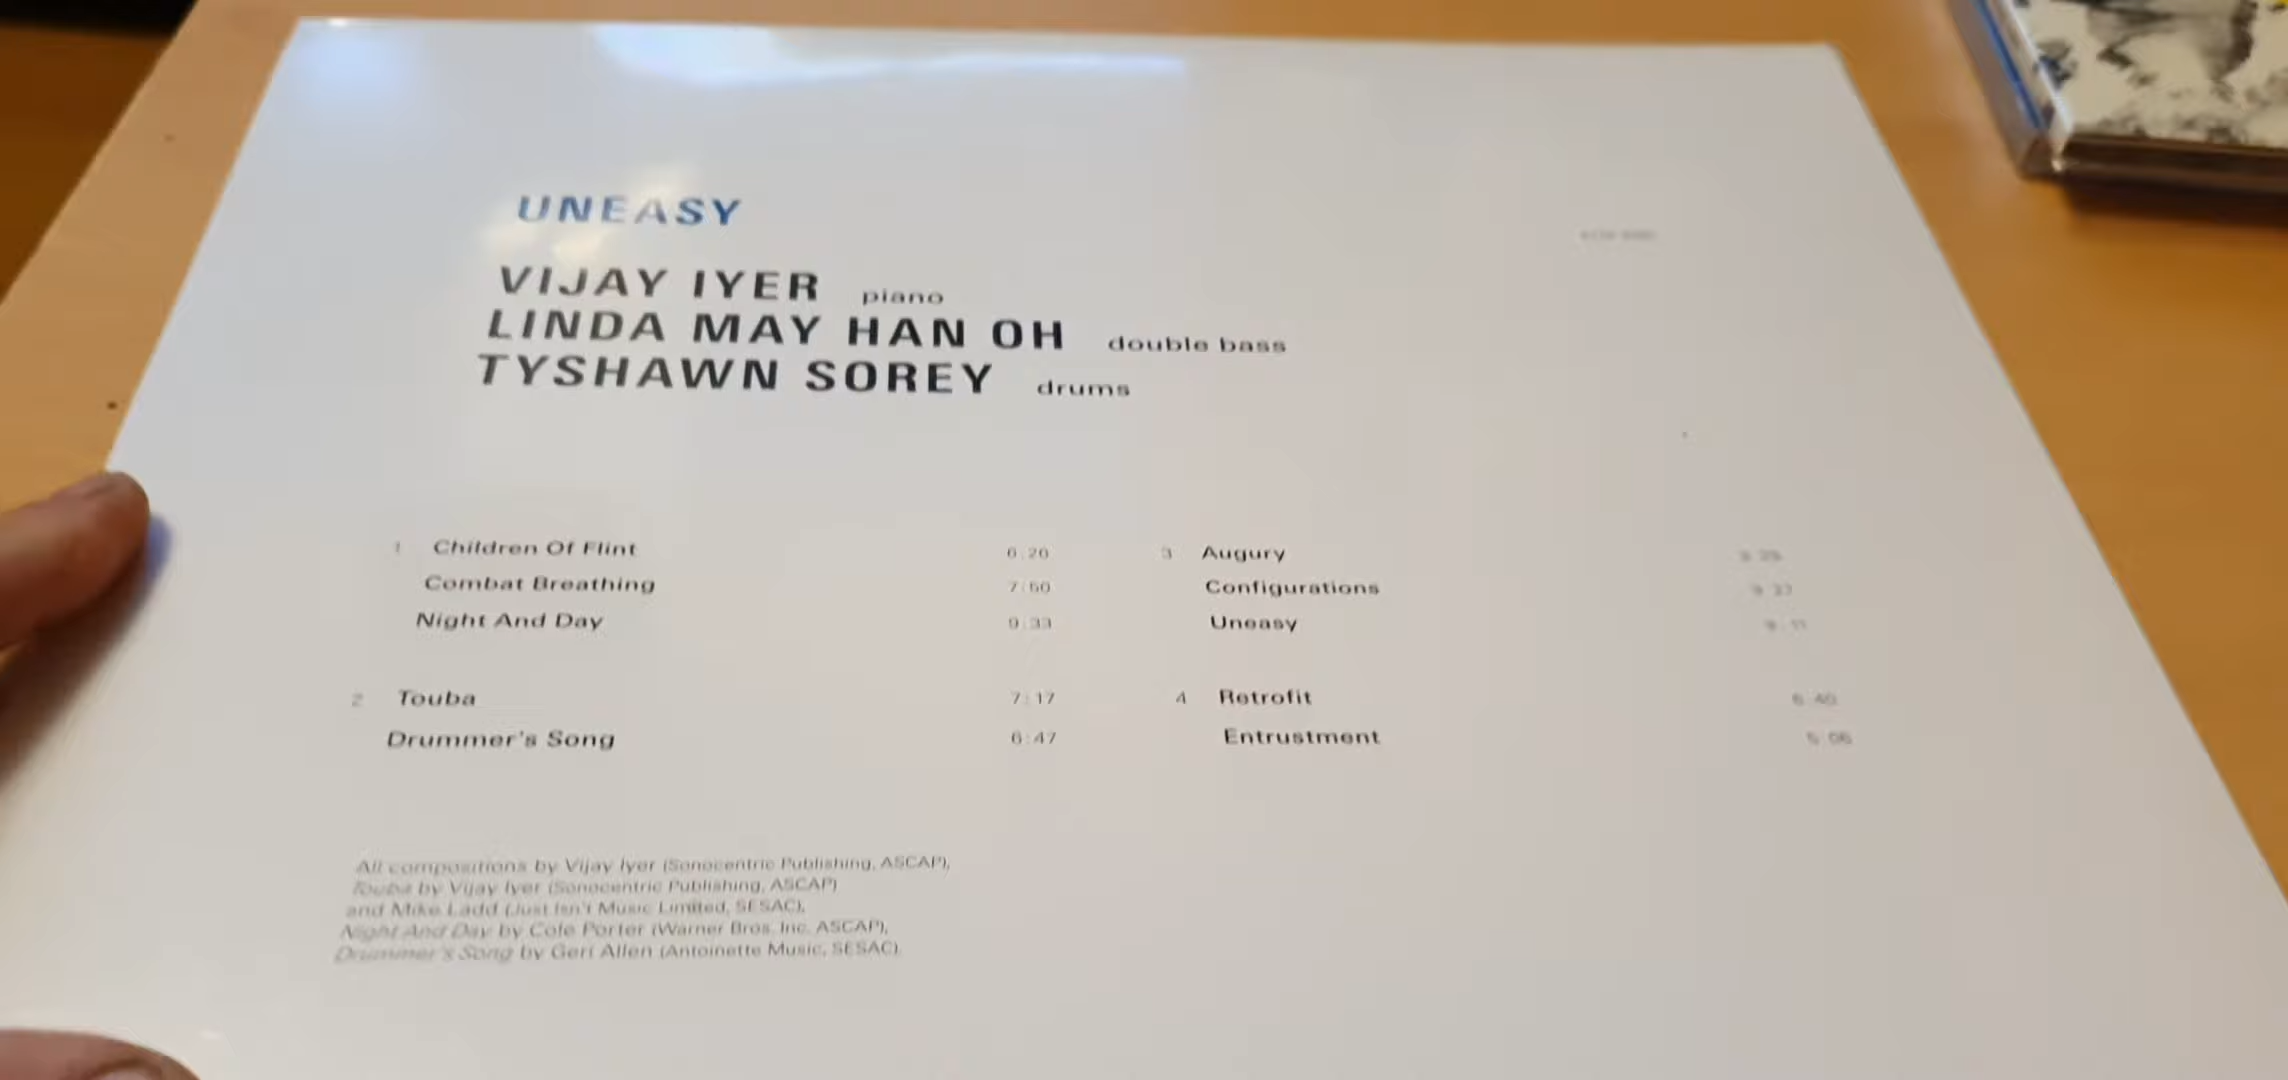 UNEASY
VIJAY IYER piano
LINDA MAY HAN OH double bass
TYSHAWN SOREY drums
1 Children Of Flint 6:20
Combat Breathing 7:50
Night And Day 9:33
2 Touba 7:17
Drummer's Song 6:47
3 Augury
Configurations
Uneasy
4 Retrofit
Entrustment
All compositions by Vijay Iyer (Sonocentric Publishing, ASCAP),
Touba by Vijay Iyer (Sonocentric Publishing, ASCAP)
and Mike Ladd (Just Isn't Music Limited, SESAC),
Night And Day by Cole Porter (Warner Bros. Inc. ASCAP),
Drummer's Song by Geri Allen (Antoinette Music, SESAC)